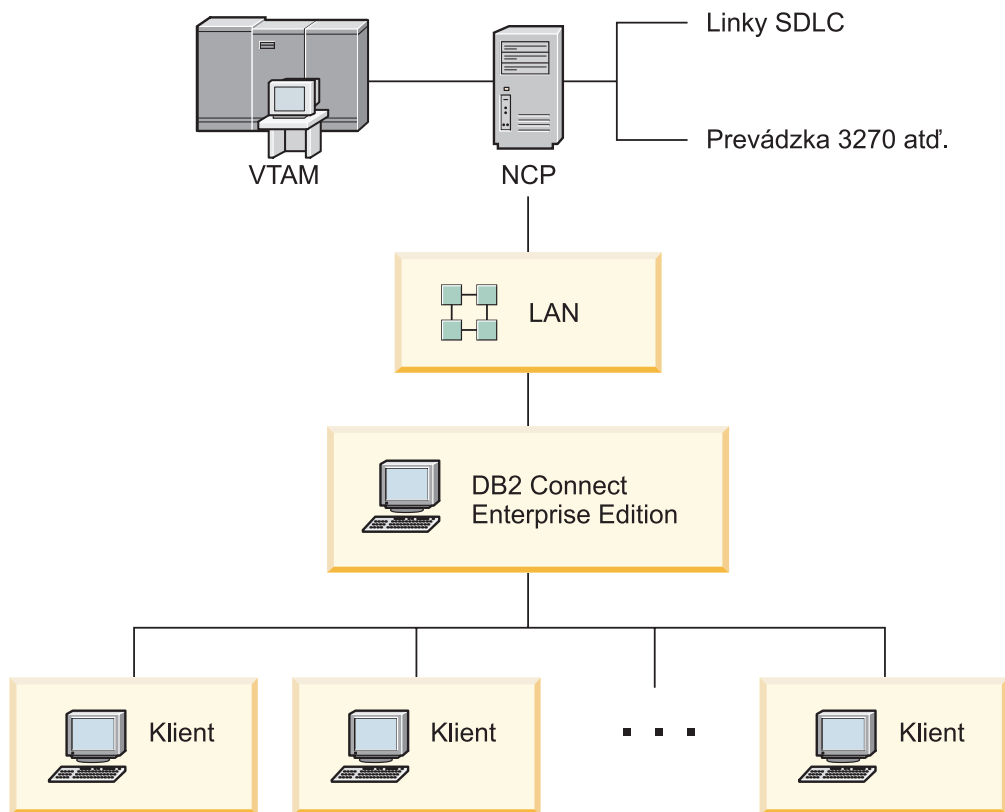 Linky SDLC
Prevádzka 3270 atď.
VTAM
NCP
LAN
DB2 Connect
Enterprise Edition
Klient
Klient
. . .
Klient